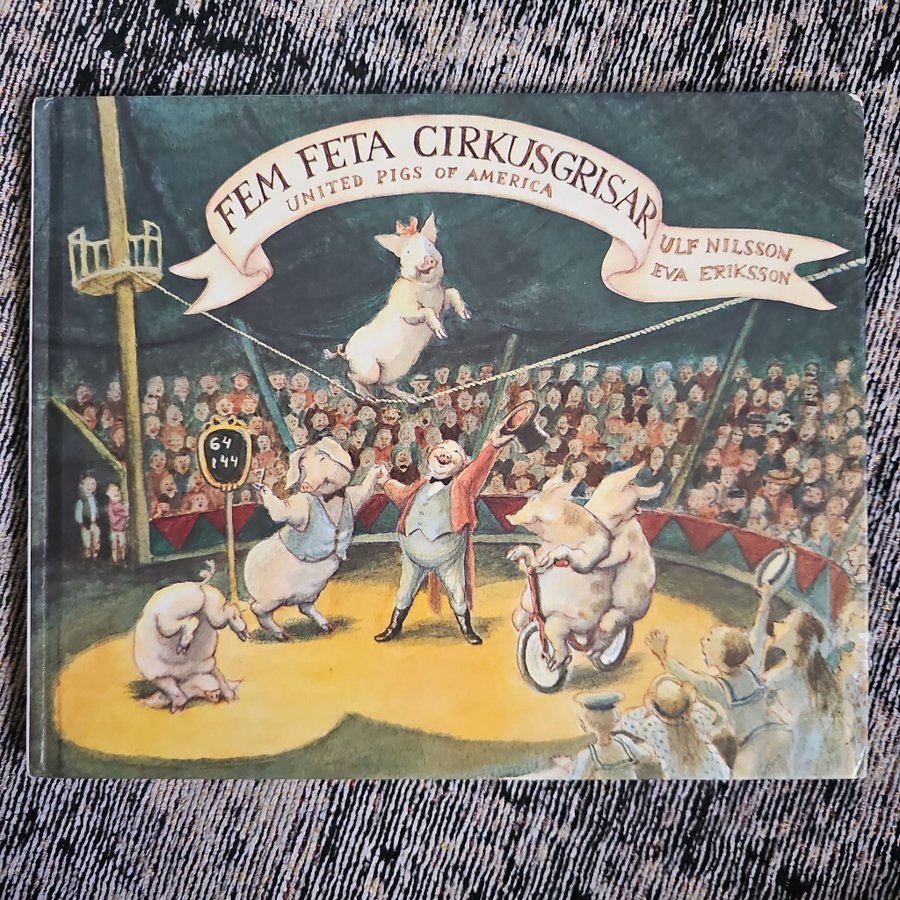 FEM FETA CIRKUSGRISAR
UNITED PIGS OF AMERICA
ULF NILSSON
EVA ERIKSSON
64
144